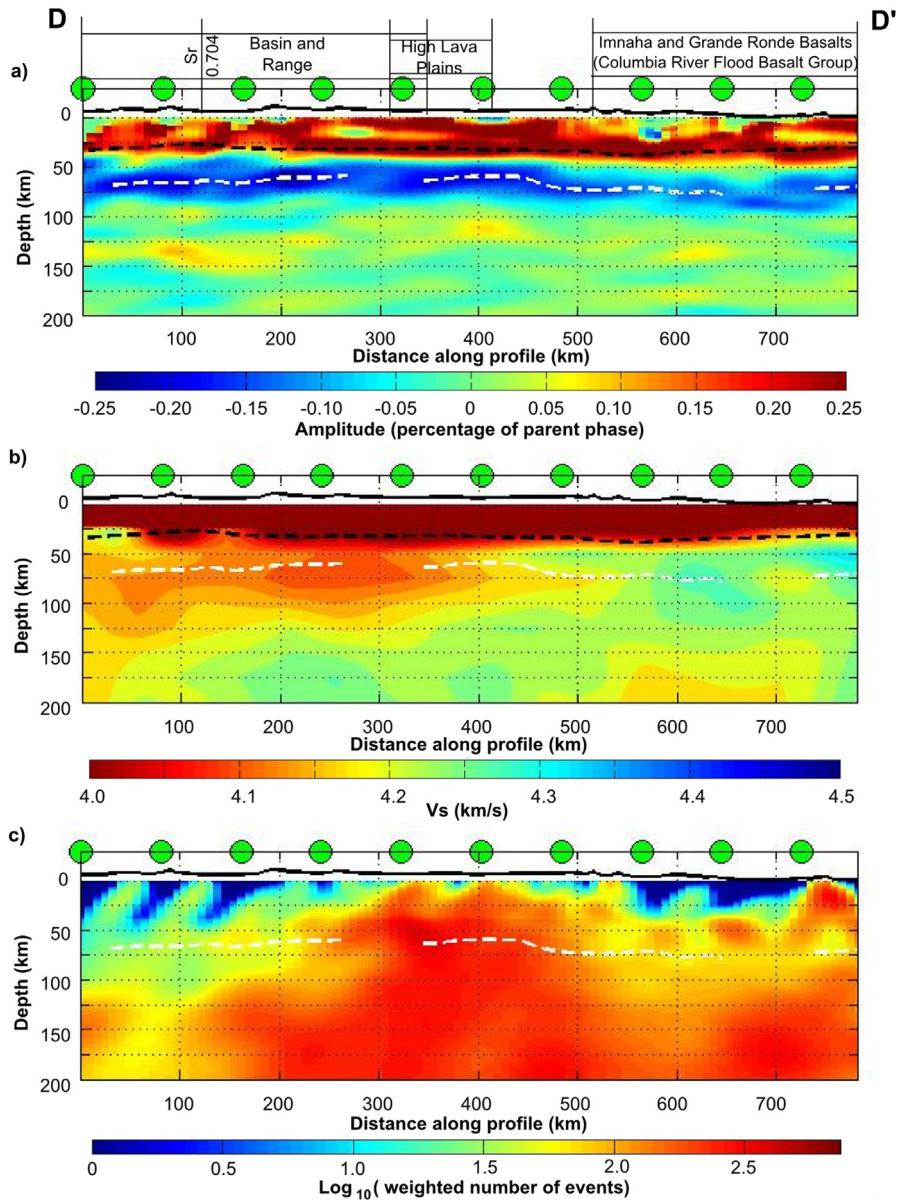 D
D'
Sr
0.704
Basin and
Range
High Lava
Plains
Imnaha and Grande Ronde Basalts
(Columbia River Flood Basalt Group)
a)
0
50
100
150
200
Depth (km)
100 200 300 400 500 600 700
Distance along profile (km)
-0.25 -0.20 -0.10 -0.05 0 0.05 0.10 0.15 0.20 0.25
Amplitude (percentage of parent phase)
b)
0
50
100
150
200
Depth (km)
100 200 300 400 500 600 700
Distance along profile (km)
4.0 4.1 4.2 4.3 4.4 4.5
Vs (km/s)
c)
0
50
100
150
200
Depth (km)
100 200 300 400 500 600 700
Distance along profile (km)
0 0.5 1.0 1.5 2.0 2.5
Log 10 ( weighted number of events)